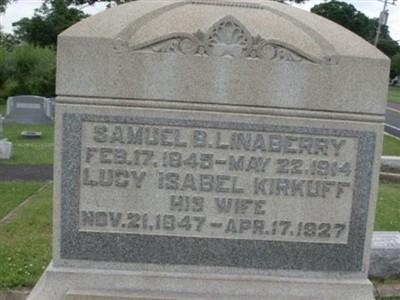 SAMUEL B. LINABERRY
FEB. 17. 1845 – MAY 22. 1914
LUCY ISABEL KIRKUFF
HIS WIFE
NOV. 21. 1847 – APR. 17. 1927